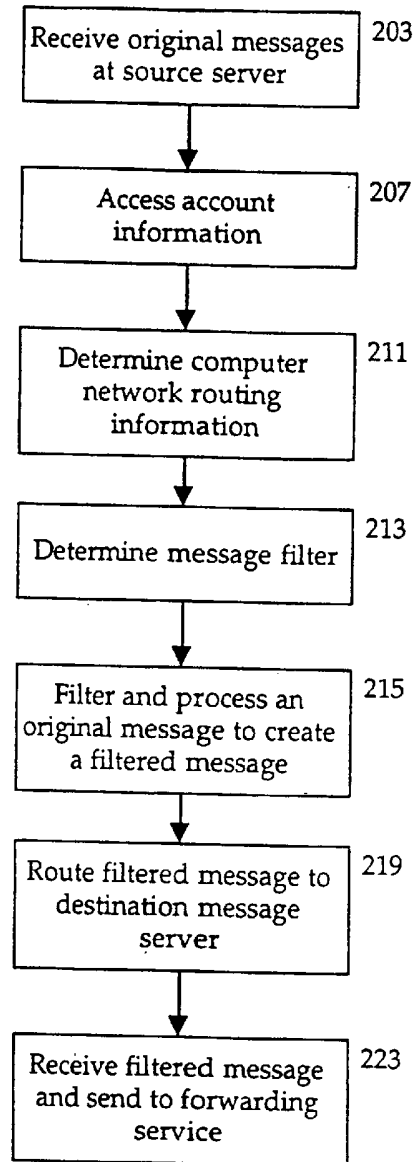 Receive original messages
at source server
203
Access account
information
207
Determine computer
network routing
information
211
Determine message filter
213
Filter and process an
original message to create
a filtered message
215
Route filtered message to
destination message
server
219
Receive filtered message
and send to forwarding
service
223